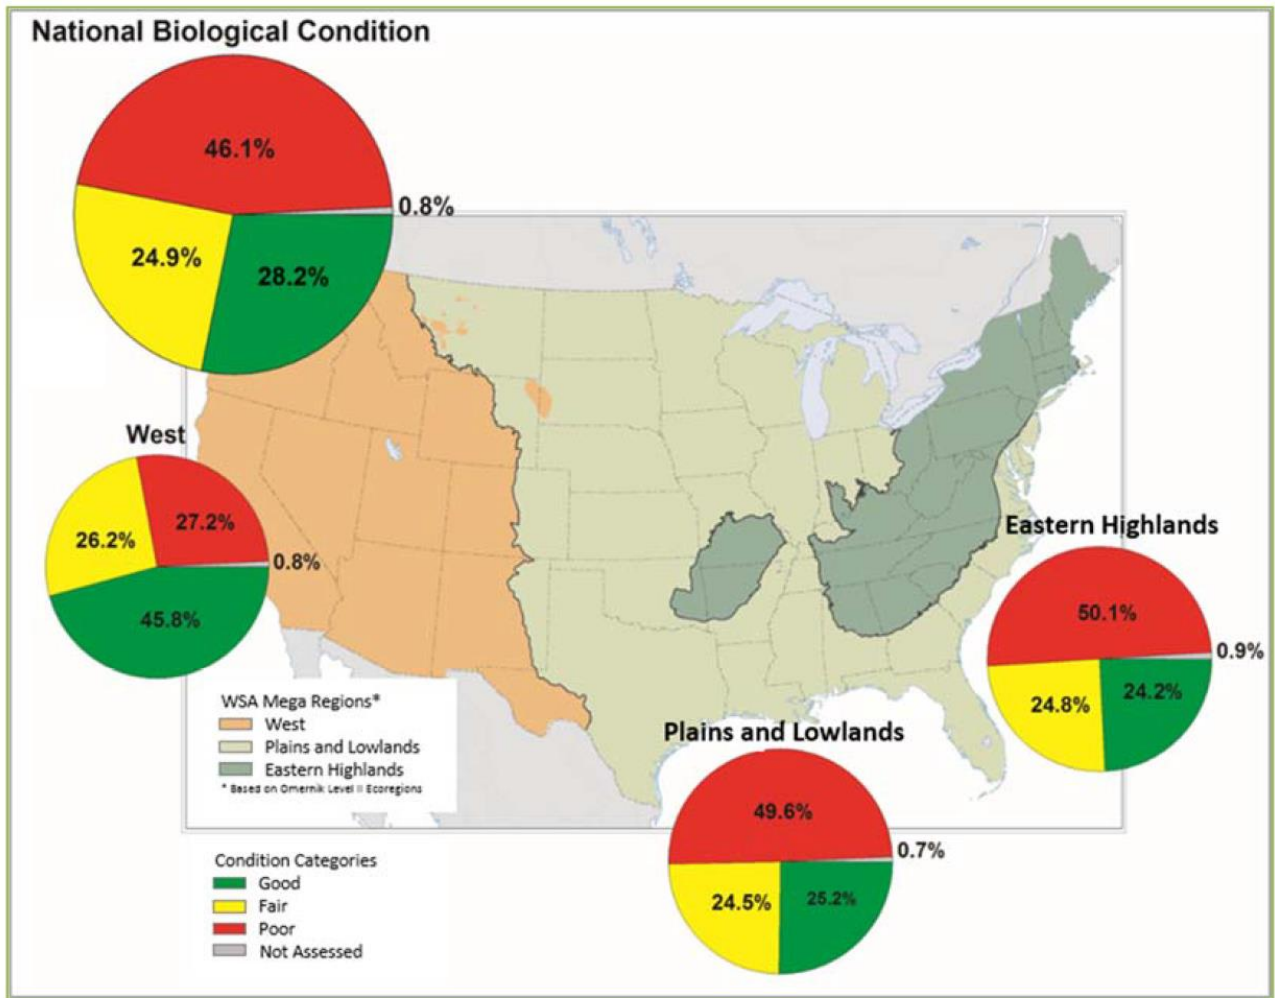 National Biological Condition
46.1%
0.8%
24.9%
28.2%
West
27.2%
26.2%
0.8%
45.8%
Eastern Highlands
50.1%
0.9%
24.8%
24.2%
WSA Mega Regions*
West
Plains and Lowlands
Eastern Highlands
* Based on Omernik Level II Ecoregions
Plains and Lowlands
49.6%
0.7%
24.5%
25.2%
Condition Categories
Good
Fair
Poor
Not Assessed